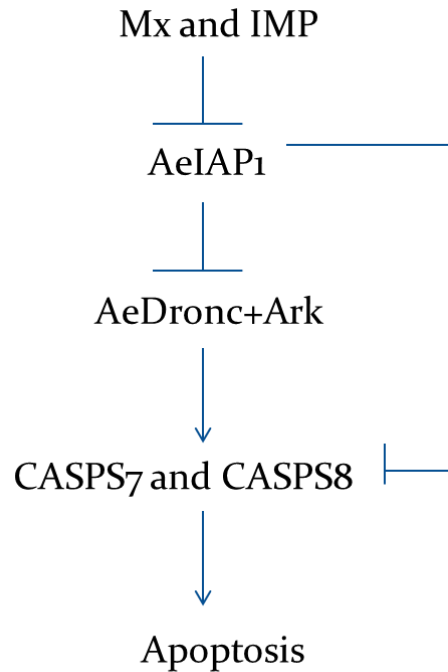 Mx and IMP
AeIAP1
AeDronc+Ark
CASPS7 and CASPS8
Apoptosis